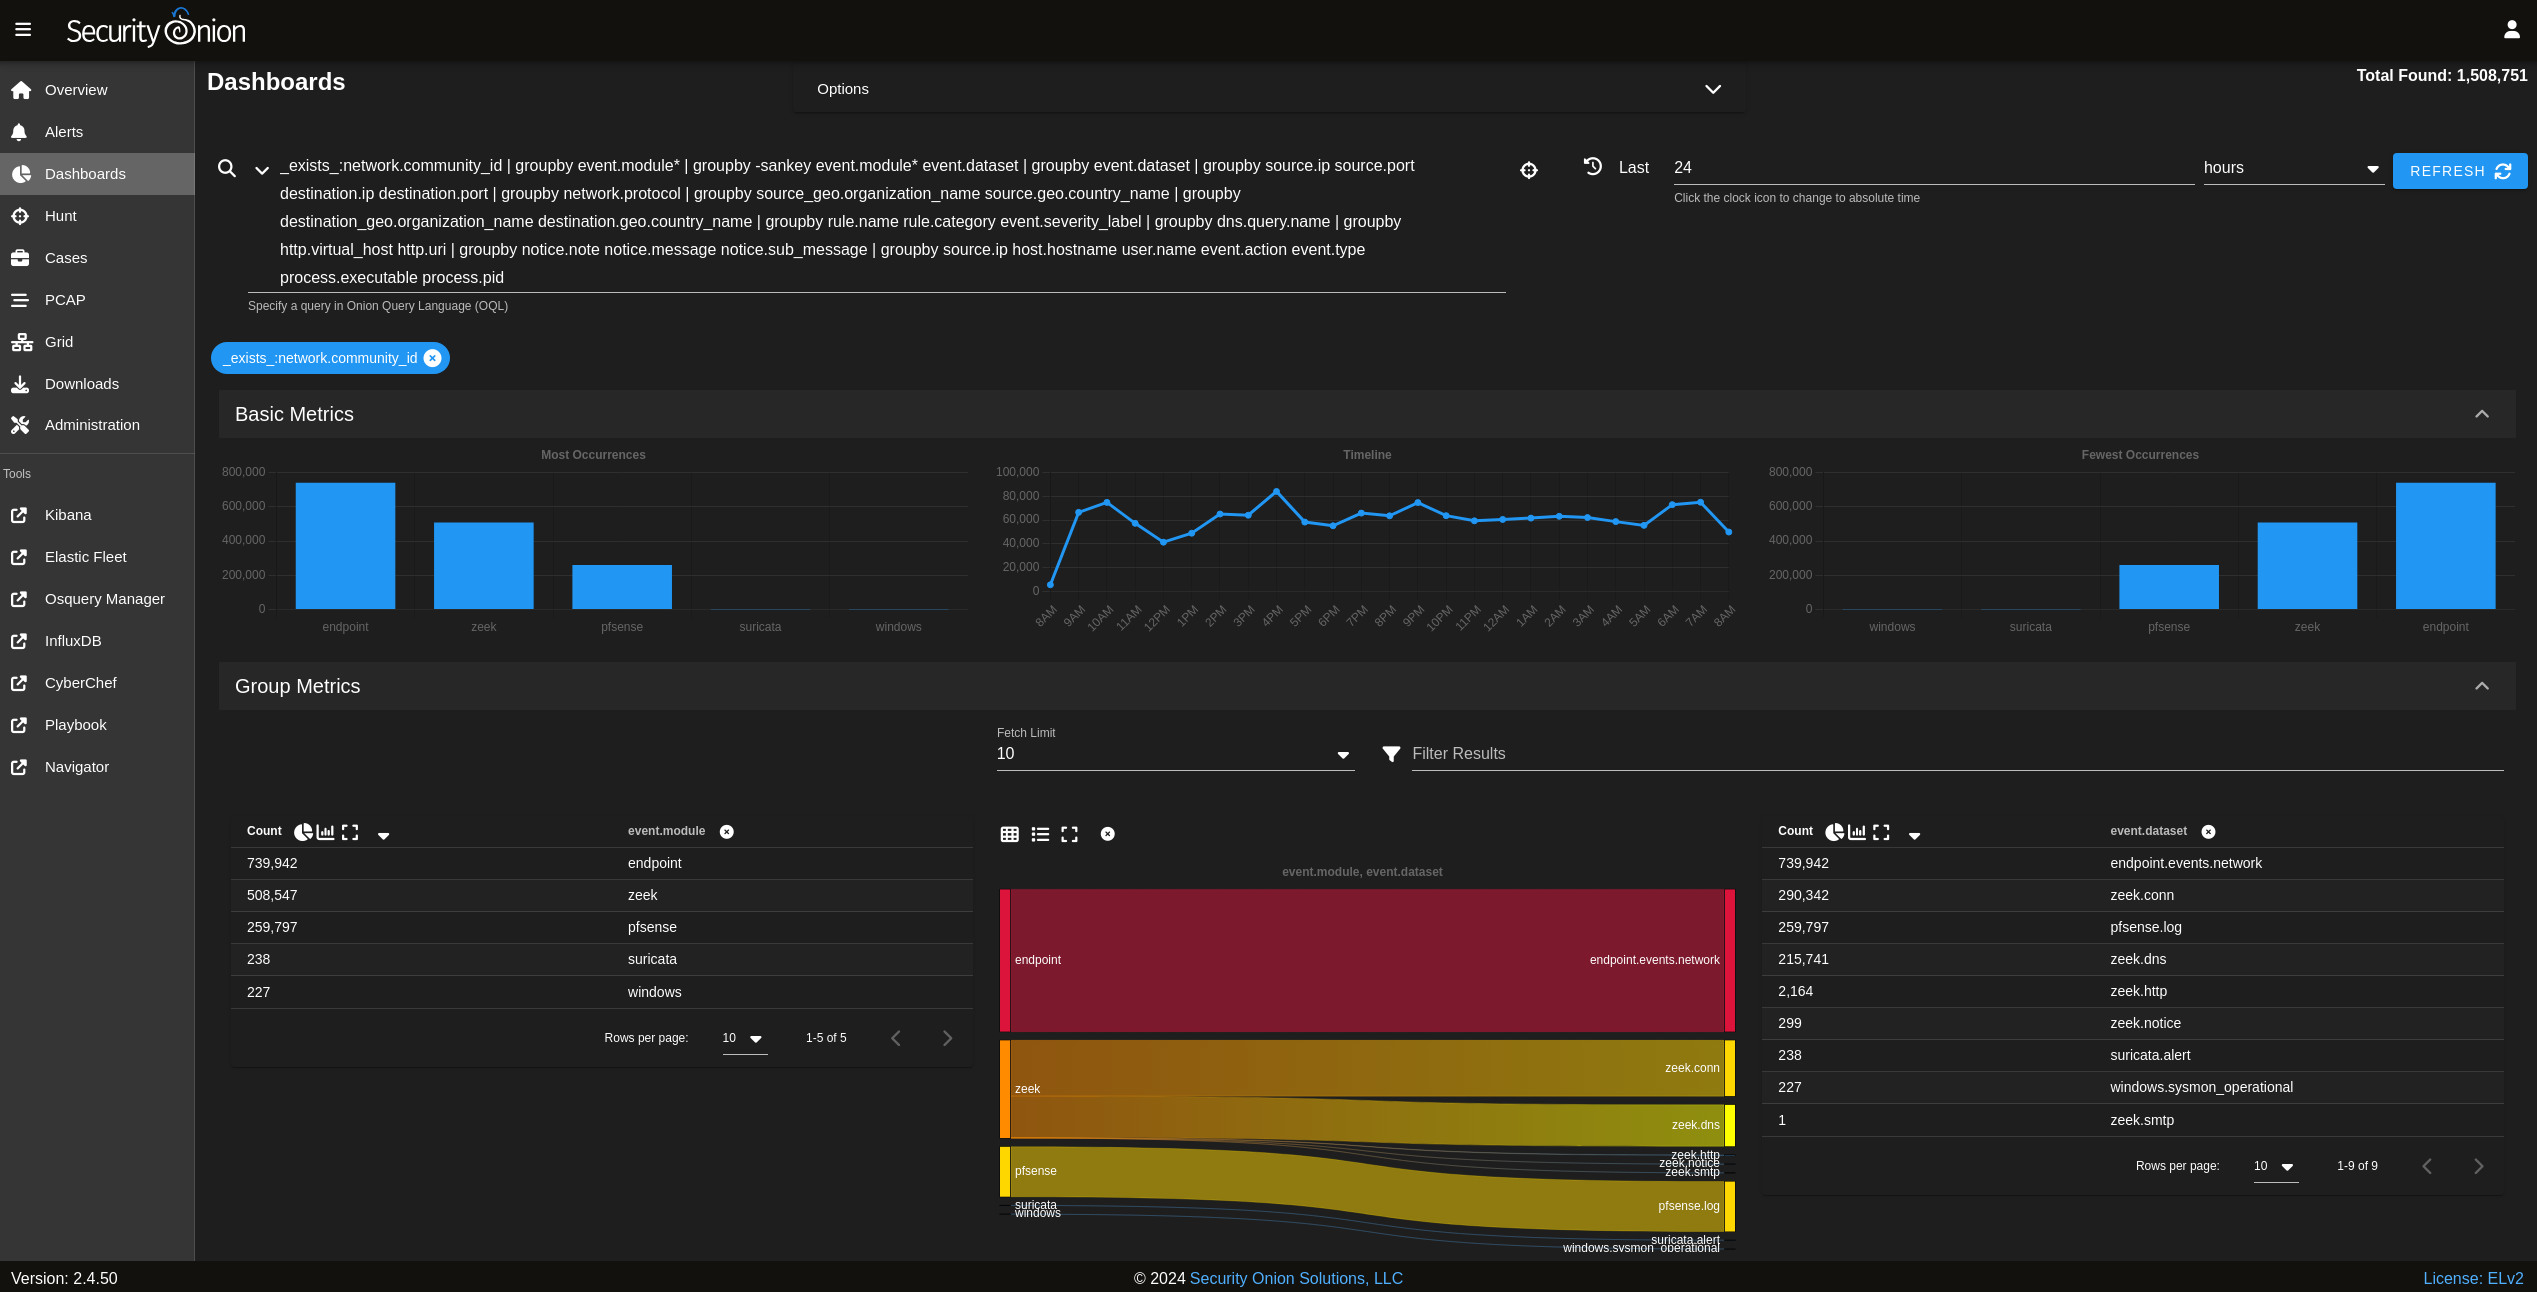 Security Onion
Overview
Alerts
Dashboards
Hunt
Cases
PCAP
Grid
Downloads
Administration
Tools
Kibana
Elastic Fleet
Osquery Manager
InfluxDB
CyberChef
Playbook
Navigator
Dashboards
Options
Total Found: 1,508,751
_exists_:network.community_id | groupby event.module* | groupby -sankey event.module* event.dataset | groupby event.dataset | groupby source.ip source.port
destination.ip destination.port | groupby network.protocol | groupby source_geo.organization_name source.geo.country_name | groupby
destination_geo.organization_name destination.geo.country_name | groupby rule.name rule.category event.severity_label | groupby dns.query.name | groupby
http.virtual_host http.uri | groupby notice.note notice.message notice.sub_message | groupby source.ip host.hostname user.name event.action event.type
process.executable process.pid
Specify a query in Onion Query Language (OQL)
Last 24 hours
REFRESH
Click the clock icon to change to absolute time
_exists_:network.community_id
Basic Metrics
Most Occurrences
800,000
600,000
400,000
200,000
0
endpoint zeek pfsense suricata windows
Timeline
100,000
80,000
60,000
40,000
20,000
0
8AM 9AM 10AM 11AM 12PM 1PM 2PM 3PM 4PM 5PM 6PM 7PM 8PM 9PM 10PM 11PM 12AM 1AM 2AM 3AM 4AM 5AM 6AM 7AM 8AM
Fewest Occurrences
800,000
600,000
400,000
200,000
0
windows suricata pfsense zeek endpoint
Group Metrics
Fetch Limit
10
Filter Results
Count event.module
739,942 endpoint
508,547 zeek
259,797 pfsense
238 suricata
227 windows
Rows per page: 10 1-5 of 5
event.module, event.dataset
endpoint endpoint.events.network
zeek zeek.conn
zeek.dns
zeek.http
zeek.notice
zeek.smtp
pfsense pfsense.log
suricata
windows
suricata.alert
windows.sysmon_operational
Count event.dataset
739,942 endpoint.events.network
290,342 zeek.conn
259,797 pfsense.log
215,741 zeek.dns
2,164 zeek.http
299 zeek.notice
238 suricata.alert
227 windows.sysmon_operational
1 zeek.smtp
Rows per page: 10 1-9 of 9
Version: 2.4.50
© 2024 Security Onion Solutions, LLC
License: ELv2